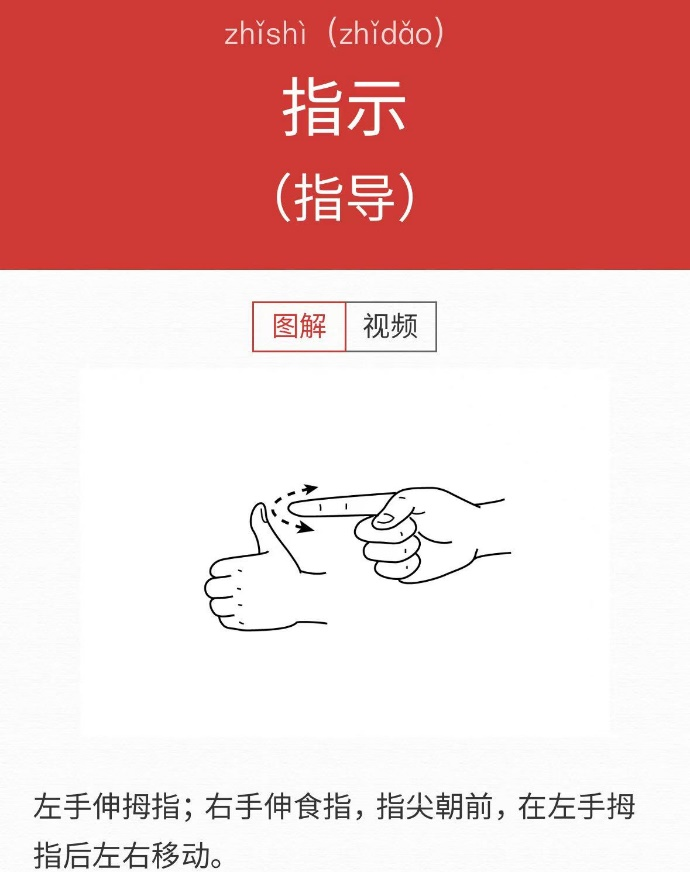 zhǐshì（zhǐdǎo）
指示
（指导）
图解 视频
左手伸拇指；右手伸食指，指尖朝前，在左手拇
指后左右移动。